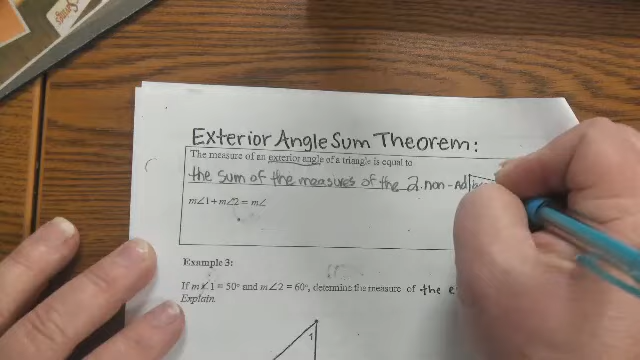 Exterior Angle Sum Theorem:
The measure of an exterior angle of a triangle is equal to
the sum of the measures of the 2 non-Ad
m∠1 + m∠2 = m∠
Example 3:
If m∠1 = 50° and m∠2 = 60°, determine the measure of the e
Explain.
1